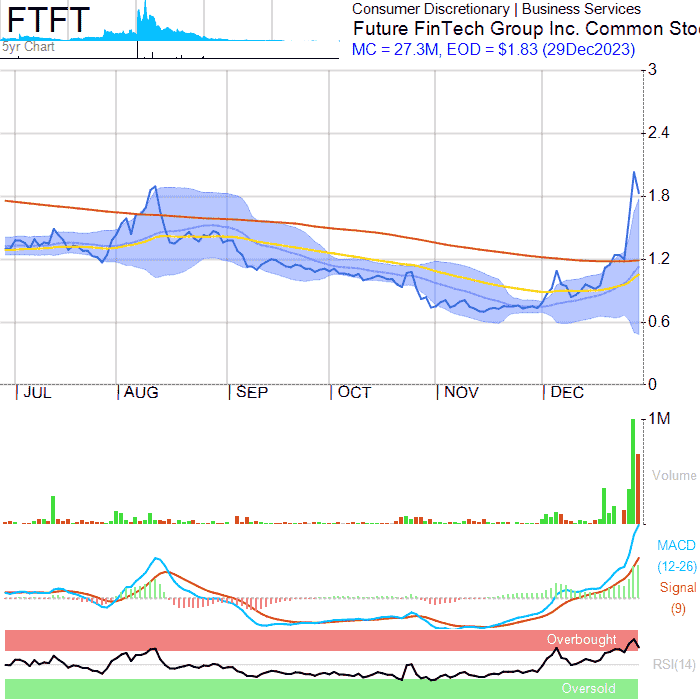 FTFT
5yr Chart
Consumer Discretionary | Business Services
Future FinTech Group Inc. Common Sto
MC = 27.3M, EOD = $1.83 (29Dec2023)
3
2.4
1.8
1.2
0.6
0
JUL AUG SEP OCT NOV DEC
1M
Volume
MACD
(12-26)
Signal
(9)
Overbought
RSI(14)
Oversold